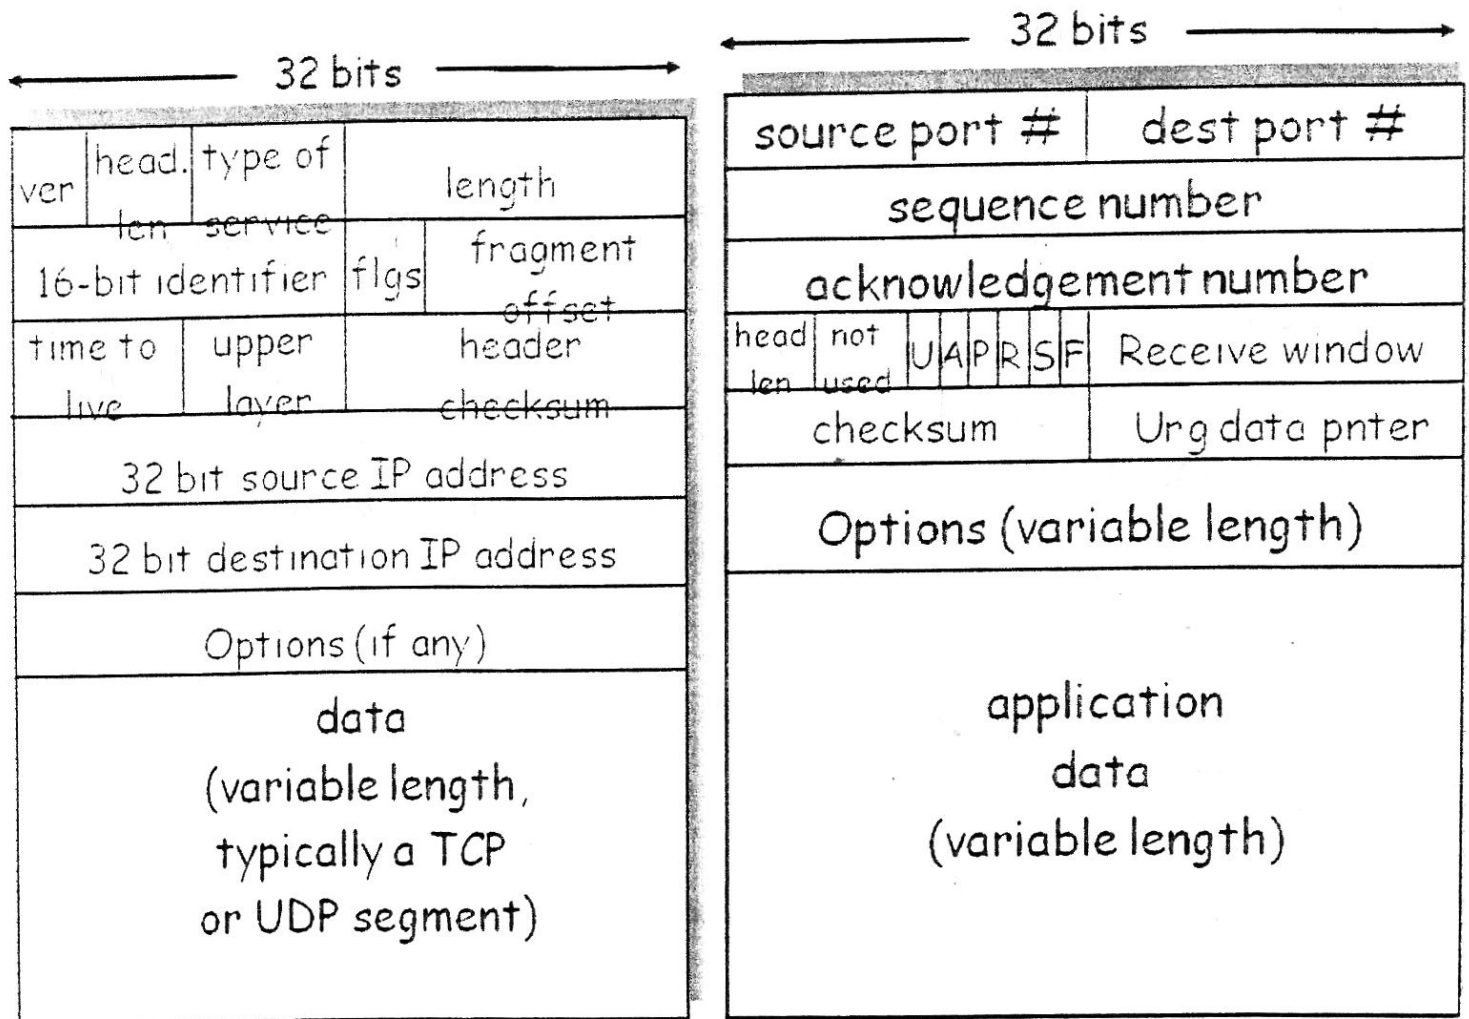 32 bits
ver head. len type of service length
16-bit identifier flgs fragment offset
time to live upper layer header checksum
32 bit source IP address
32 bit destination IP address
Options (if any)
data
(variable length,
typically a TCP
or UDP segment)
32 bits
source port # dest port #
sequence number
acknowledgement number
head len not used U A P R S F Receive window
checksum Urg data pnter
Options (variable length)
application
data
(variable length)